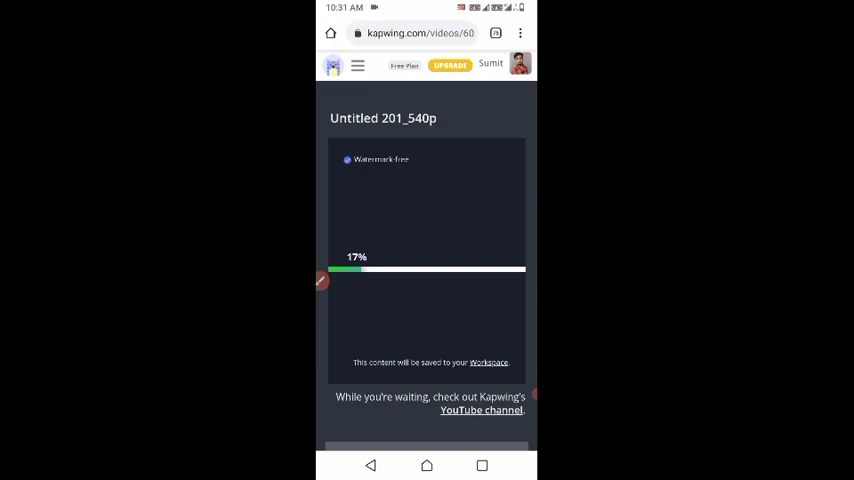 10:31 AM
kapwing.com/videos/60
Free Plan
UPGRADE
Sumit
Untitled 201_540p
Watermark-free
17%
This content will be saved to your Workspace.
While you're waiting, check out Kapwing's
YouTube channel.